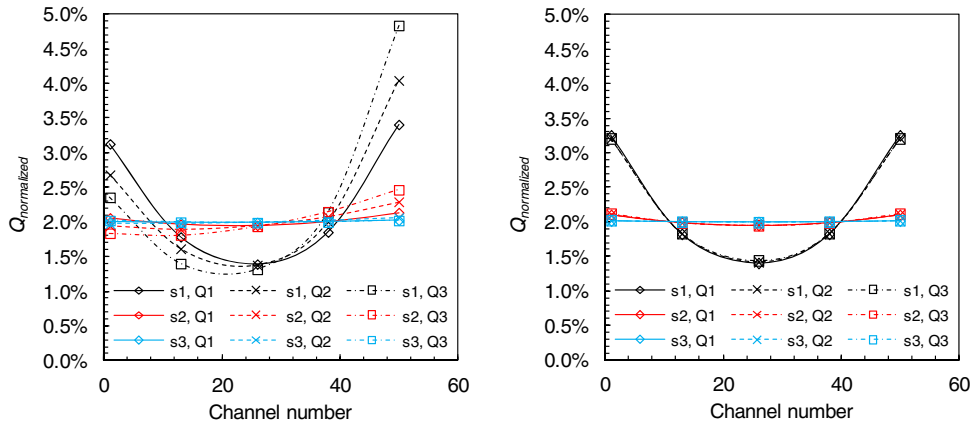 5.0%
4.5%
4.0%
3.5%
3.0%
2.5%
2.0%
1.5%
1.0%
0.5%
0.0%
Qnormalized
s1, Q1 s1, Q2 s1, Q3
s2, Q1 s2, Q2 s2, Q3
s3, Q1 s3, Q2 s3, Q3
0 20 40 60
Channel number
5.0%
4.5%
4.0%
3.5%
3.0%
2.5%
2.0%
1.5%
1.0%
0.5%
0.0%
Qnormalized
s1, Q1 s1, Q2 s1, Q3
s2, Q1 s2, Q2 s2, Q3
s3, Q1 s3, Q2 s3, Q3
0 20 40 60
Channel number